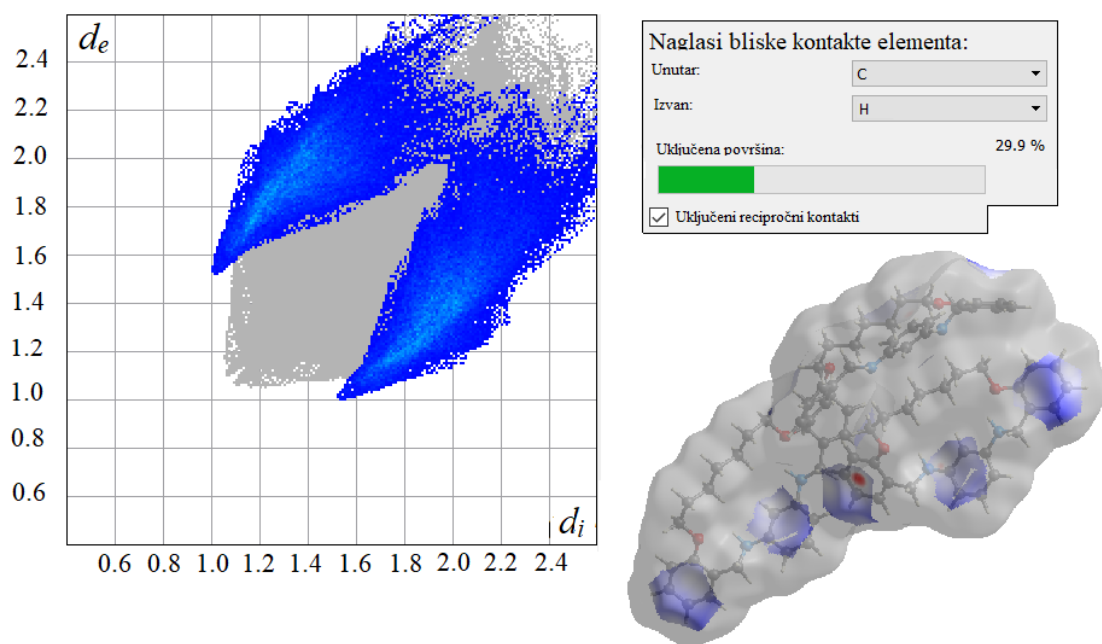 d_e
2.4
2.2
2.0
1.8
1.6
1.4
1.2
1.0
0.8
0.6
d_i
0.6 0.8 1.0 1.2 1.4 1.6 1.8 2.0 2.2 2.4
Naglasi bliske kontakte elementa:
Unutar: C
Izvan: H
Uključena površina: 29.9 %
Uključeni recipročni kontakti